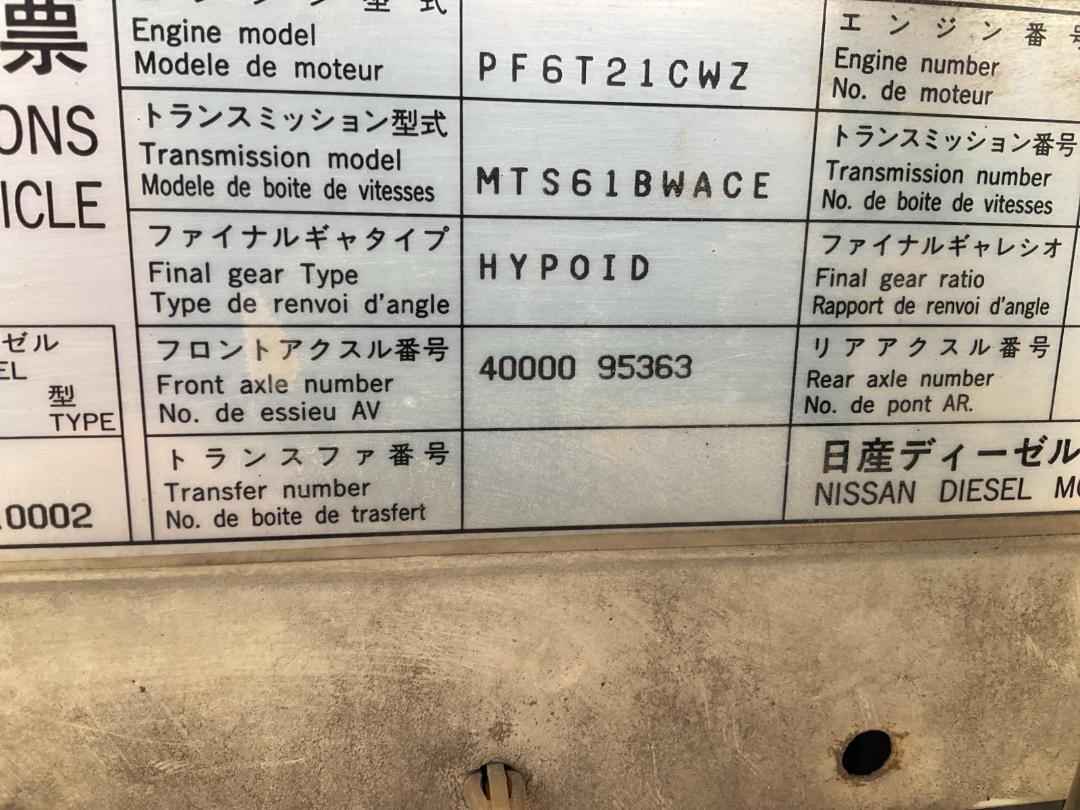 票
ONS
ICLE
ゼル
EL
型
TYPE
.0002
型 式
Engine model
Modele de moteur
PF6T21CWZ
エンジン番号
Engine number
No. de moteur
トランスミッション型式
Transmission model
Modele de boite de vitesses
MTS61BWACE
トランスミッション番号
Transmission number
No. de boite de vitesses
ファイナルギャタイプ
Final gear Type
Type de renvoi d'angle
HYPOID
ファイナルギャレシオ
Final gear ratio
Rapport de renvoi d'angle
フロントアクスル番号
Front axle number
No. de essieu AV
40000 95363
リアアクスル番号
Rear axle number
No. de pont AR.
トランスファ番号
Transfer number
No. de boite de trasfert
日産ディーゼル
NISSAN DIESEL MO